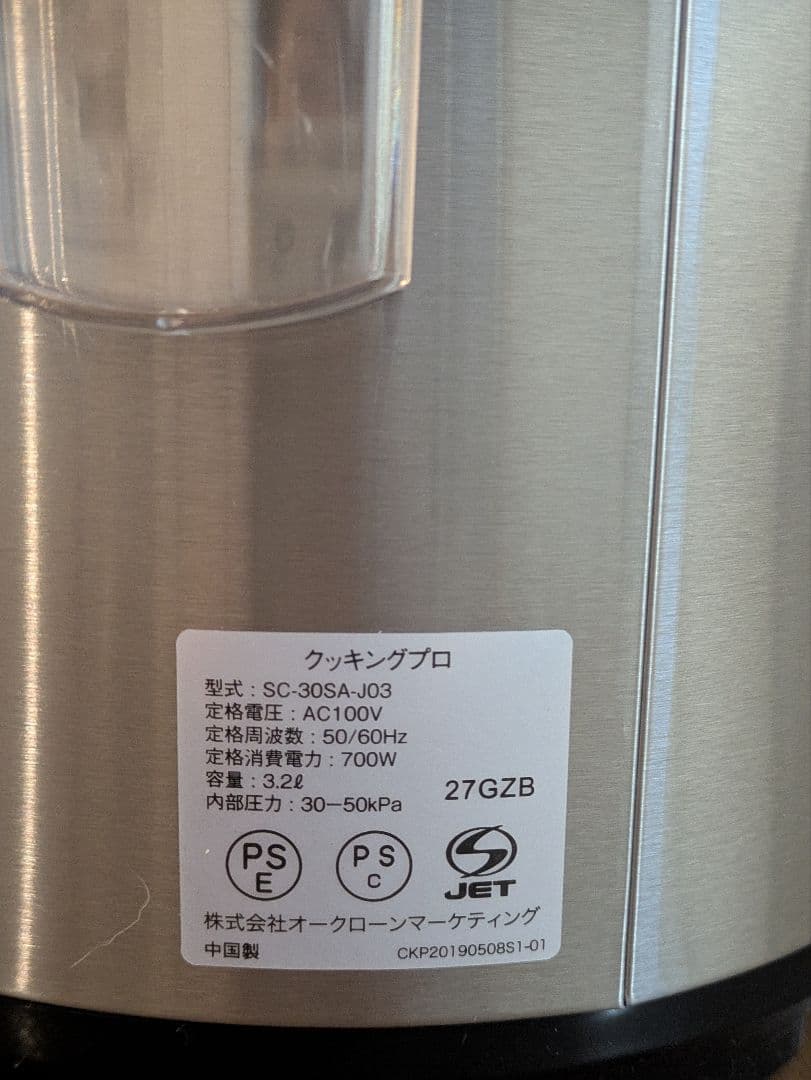 クッキングプロ
型式 : SC-30SA-J03
定格電圧 : AC100V
定格周波数 : 50/60Hz
定格消費電力 : 700W
容量 : 3.2ℓ
内部圧力 : 30−50kPa
27GZB
PS
E
PS
C
JET
株式会社オークローンマーケティング
中国製
CKP20190508S1-01